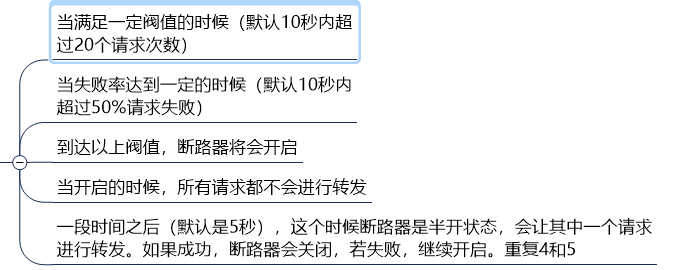 当满足一定阀值的时候（默认10秒内超
过20个请求次数）
当失败率达到一定的时候（默认10秒内
超过50%请求失败）
到达以上阀值，断路器将会开启
当开启的时候，所有请求都不会进行转发
一段时间之后（默认是5秒），这个时候断路器是半开状态，会让其中一个请求
进行转发。如果成功，断路器会关闭，若失败，继续开启。重复4和5